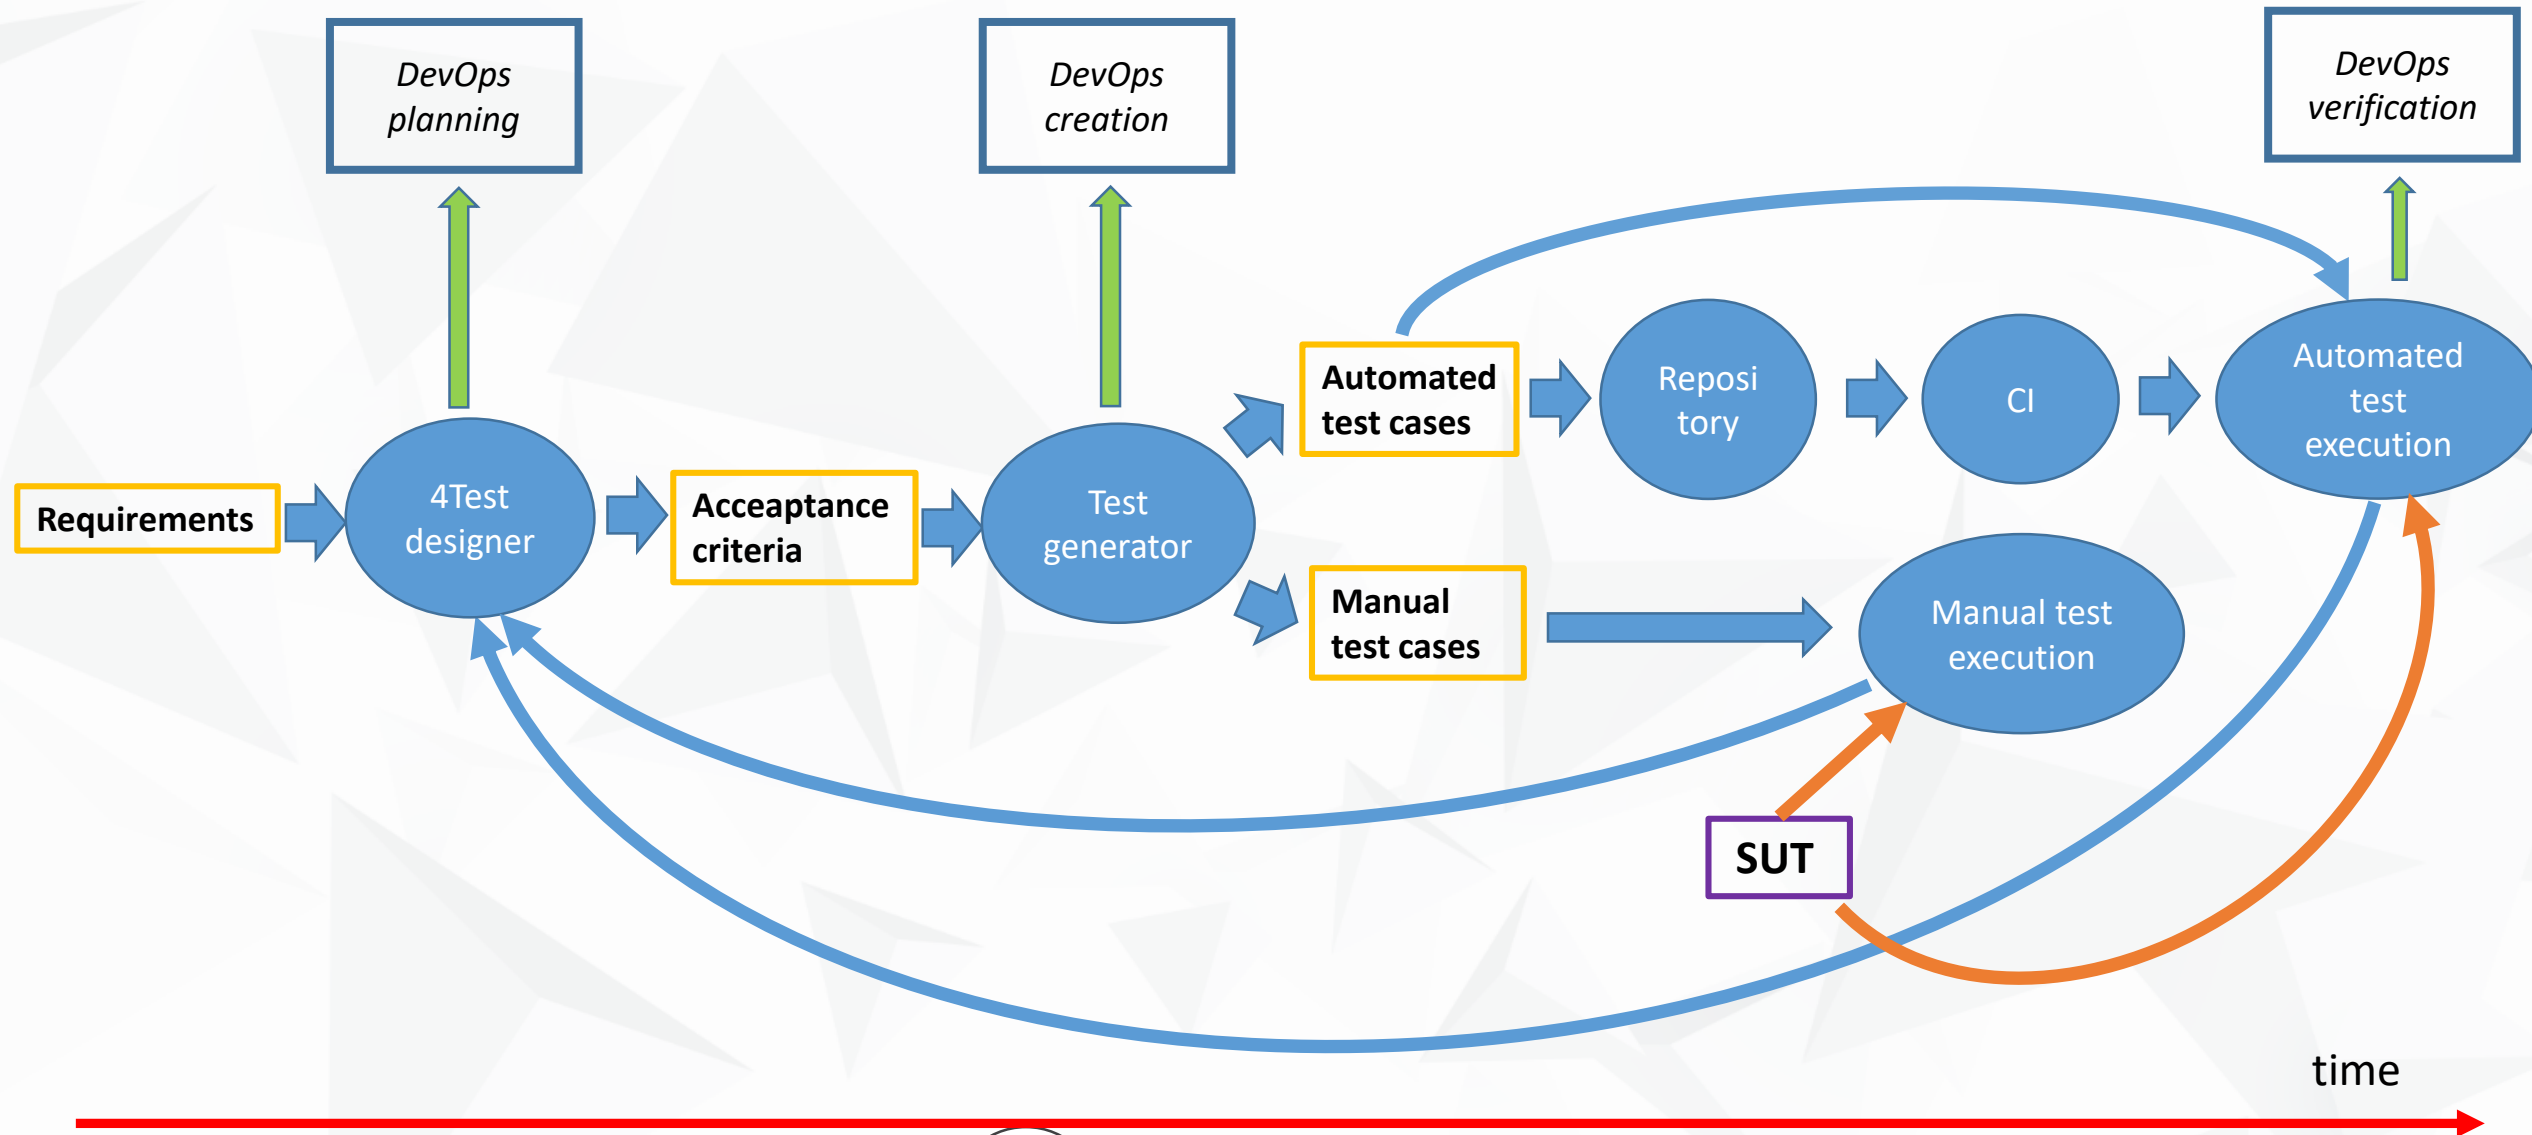 DevOps
planning
DevOps
creation
DevOps
verification
Requirements
4Test
designer
Acceaptance
criteria
Test
generator
Automated
test cases
Reposi
tory
CI
Automated
test
execution
Manual
test cases
Manual test
execution
SUT
time